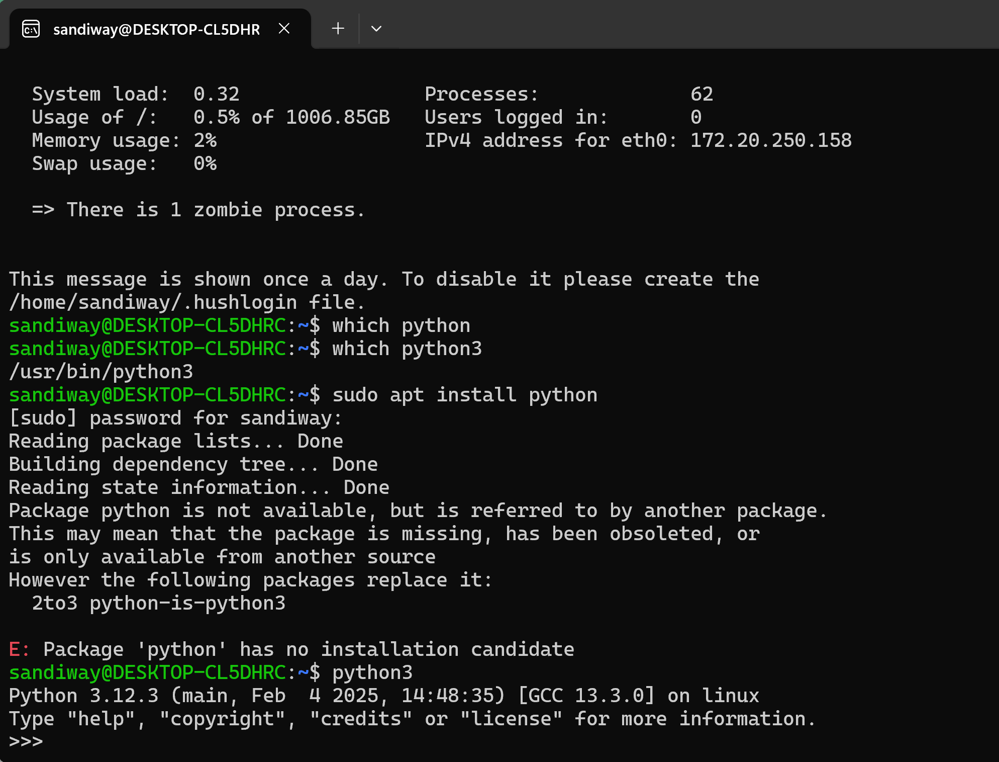 sandiway@DESKTOP-CL5DHR
System load:  0.32                Processes:             62
Usage of /:   0.5% of 1006.85GB   Users logged in:       0
Memory usage: 2%                  IPv4 address for eth0: 172.20.250.158
Swap usage:   0%
=> There is 1 zombie process.
This message is shown once a day. To disable it please create the
/home/sandiway/.hushlogin file.
sandiway@DESKTOP-CL5DHRC:~$ which python
sandiway@DESKTOP-CL5DHRC:~$ which python3
/usr/bin/python3
sandiway@DESKTOP-CL5DHRC:~$ sudo apt install python
[sudo] password for sandiway:
Reading package lists... Done
Building dependency tree... Done
Reading state information... Done
Package python is not available, but is referred to by another package.
This may mean that the package is missing, has been obsoleted, or
is only available from another source
However the following packages replace it:
  2to3 python-is-python3
E: Package 'python' has no installation candidate
sandiway@DESKTOP-CL5DHRC:~$ python3
Python 3.12.3 (main, Feb  4 2025, 14:48:35) [GCC 13.3.0] on linux
Type "help", "copyright", "credits" or "license" for more information.
>>>